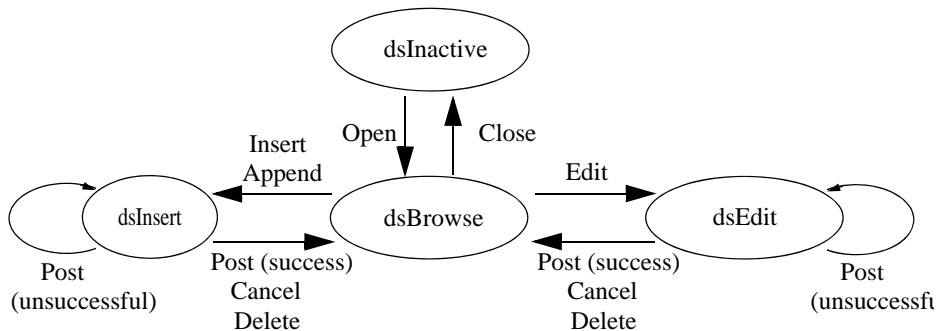 dsInactive
Open
Close
Insert
Append
Edit
dsInsert
dsBrowse
dsEdit
Post
(unsuccessful)
Post (success)
Cancel
Delete
Post (success)
Cancel
Delete
Post
(unsuccessfu